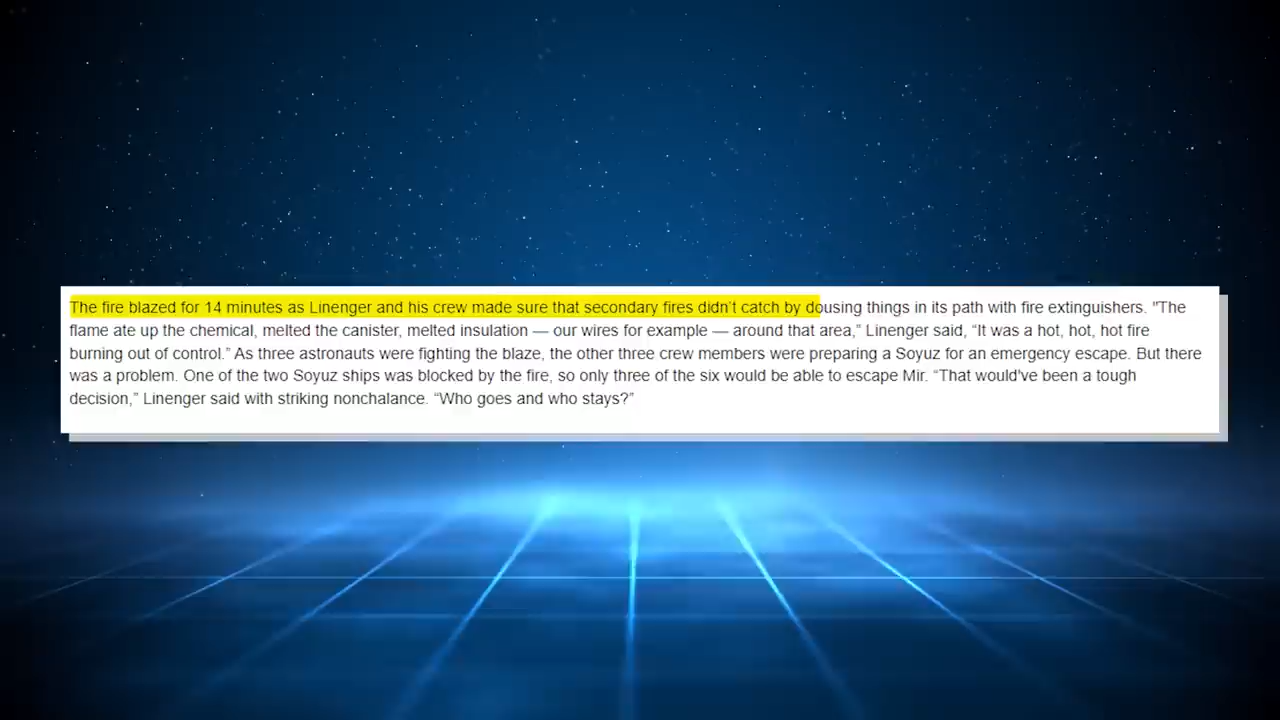 The fire blazed for 14 minutes as Linenger and his crew made sure that secondary fires didn’t catch by dousing things in its path with fire extinguishers. "The
flame ate up the chemical, melted the canister, melted insulation — our wires for example — around that area,” Linenger said, “It was a hot, hot, hot fire
burning out of control.” As three astronauts were fighting the blaze, the other three crew members were preparing a Soyuz for an emergency escape. But there
was a problem. One of the two Soyuz ships was blocked by the fire, so only three of the six would be able to escape Mir. “That would've been a tough
decision,” Linenger said with striking nonchalance. “Who goes and who stays?”